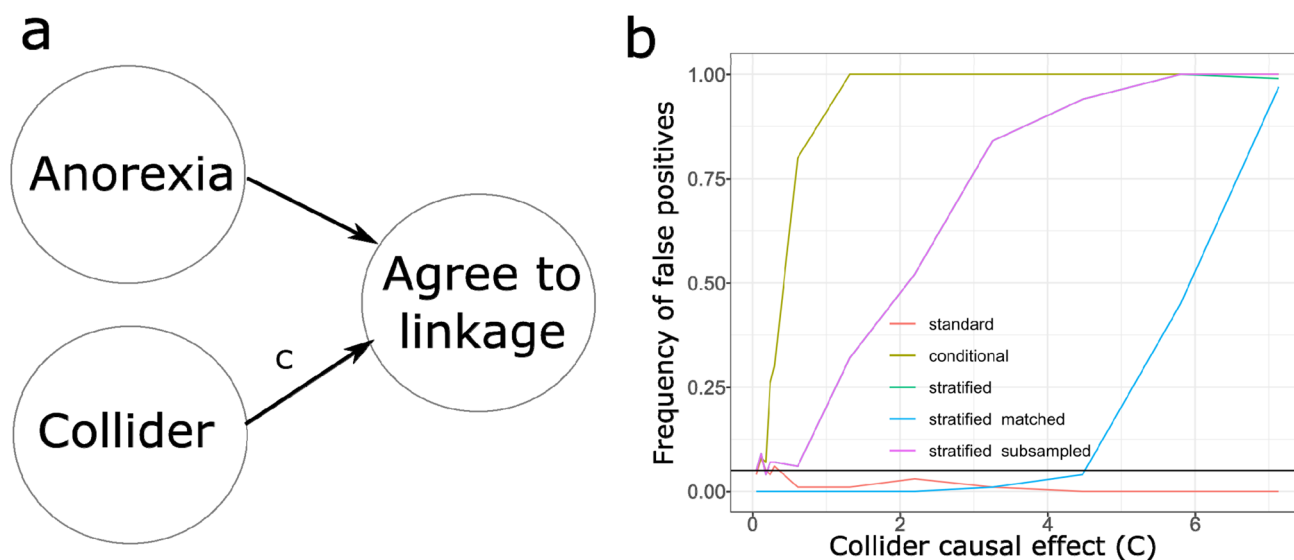 a
Anorexia
Agree to
linkage
c
Collider
b
Frequency of false positives
1.00
0.75
0.50
0.25
0.00
standard
conditional
stratified
stratified matched
stratified subsampled
0
2
4
6
Collider causal effect (C)